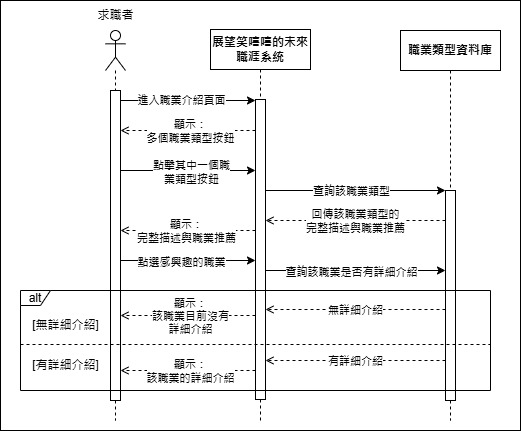 求職者
展望笑嘻嘻的未來
職涯系統
職業類型資料庫
進入職業介紹頁面
顯示：
多個職業類型按鈕
點擊其中一個職
業類型按鈕
查詢該職業類型
回傳該職業類型的
完整描述與職業推薦
顯示：
完整描述與職業推薦
點選感興趣的職業
查詢該職業是否有詳細介紹
alt
[無詳細介紹]
顯示：
該職業目前沒有
詳細介紹
無詳細介紹
[有詳細介紹]
有詳細介紹
顯示：
該職業的詳細介紹